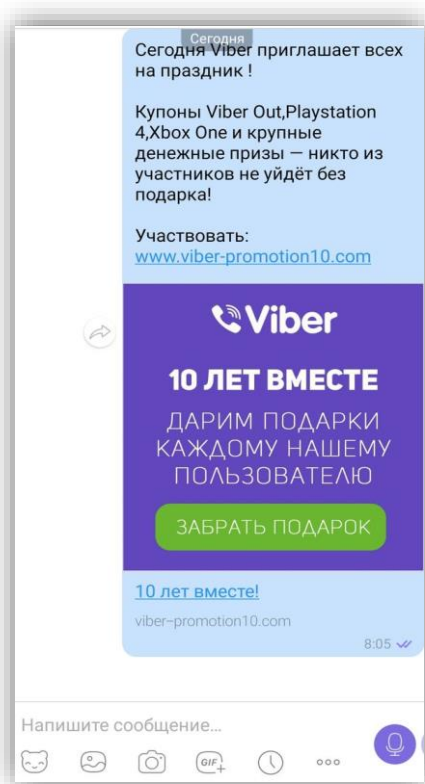 Сегодня
Сегодня Viber приглашает всех
на праздник !
Купоны Viber Out,Playstation
4,Xbox One и крупные
денежные призы — никто из
участников не уйдёт без
подарка!
Участвовать:
www.viber-promotion10.com
Viber
10 ЛЕТ ВМЕСТЕ
ДАРИМ ПОДАРКИ
КАЖДОМУ НАШЕМУ
ПОЛЬЗОВАТЕЛЮ
ЗАБРАТЬ ПОДАРОК
10 лет вместе!
viber-promotion10.com
8:05
Напишите сообщение...
GIF